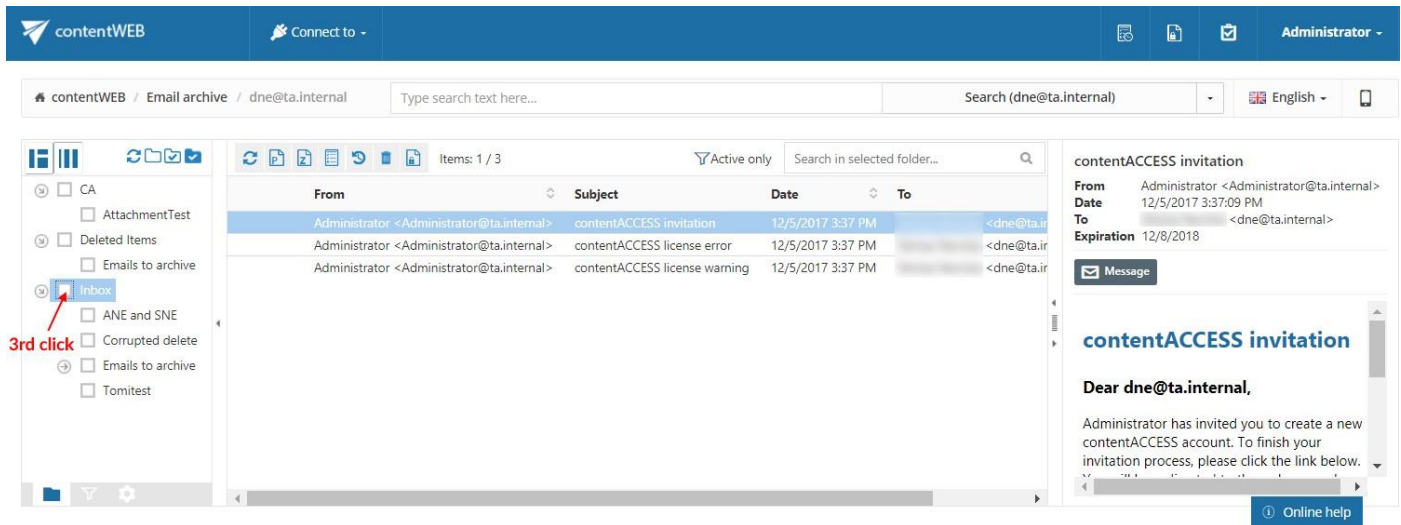 contentWEB
Connect to
Administrator
contentWEB / Email archive / dne@ta.internal
Type search text here...
Search (dne@ta.internal)
English
CA
AttachmentTest
Deleted Items
Emails to archive
Inbox
ANE and SNE
3rd click
Corrupted delete
Emails to archive
Tomitest
Items: 1 / 3
Active only
Search in selected folder...
From Subject Date To
Administrator <Administrator@ta.internal> contentACCESS invitation 12/5/2017 3:37 PM <dne@ta.ir
Administrator <Administrator@ta.internal> contentACCESS license error 12/5/2017 3:37 PM <dne@ta.ir
Administrator <Administrator@ta.internal> contentACCESS license warning 12/5/2017 3:37 PM <dne@ta.ir
contentACCESS invitation
From Administrator <Administrator@ta.internal>
Date 12/5/2017 3:37:09 PM
To <dne@ta.internal>
Expiration 12/8/2018
Message
contentACCESS invitation
Dear dne@ta.internal,
Administrator has invited you to create a new
contentACCESS account. To finish your
invitation process, please click the link below.
Online help